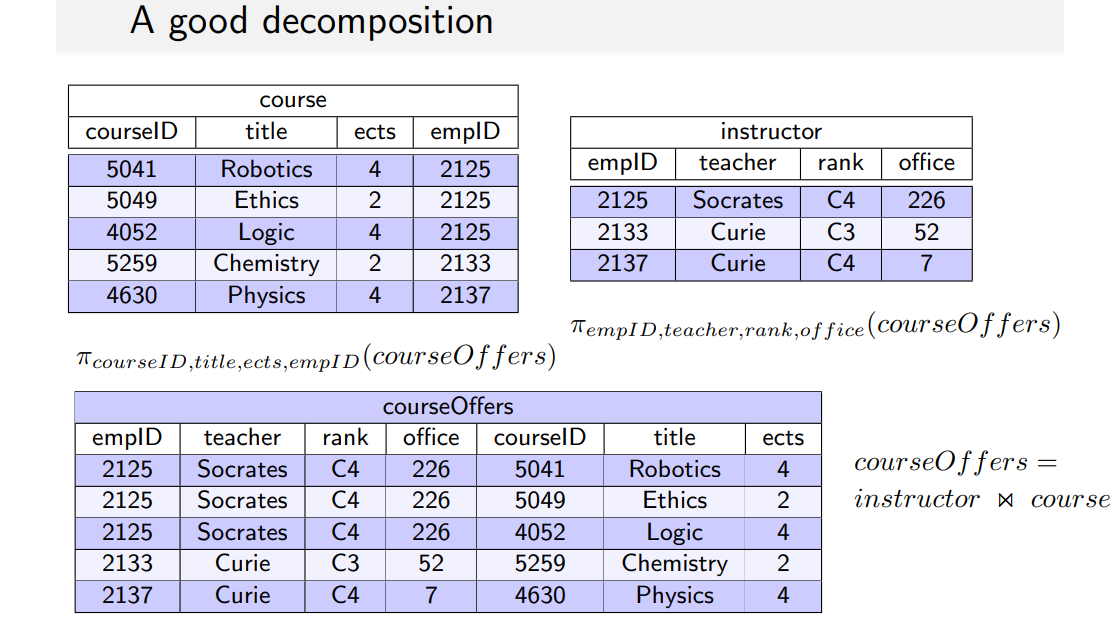 A good decomposition
course
courseID title ects empID
5041 Robotics 4 2125
5049 Ethics 2 2125
4052 Logic 4 2125
5259 Chemistry 2 2133
4630 Physics 4 2137
π courseID,title,ects,empID(courseOffers)
instructor
empID teacher rank office
2125 Socrates C4 226
2133 Curie C3 52
2137 Curie C4 7
π empID,teacher,rank,office(courseOffers)
courseOffers
empID teacher rank office courseID title ects
2125 Socrates C4 226 5041 Robotics 4
2125 Socrates C4 226 5049 Ethics 2
2125 Socrates C4 226 4052 Logic 4
2133 Curie C3 52 5259 Chemistry 2
2137 Curie C4 7 4630 Physics 4
courseOffers =
instructor ⋈ course